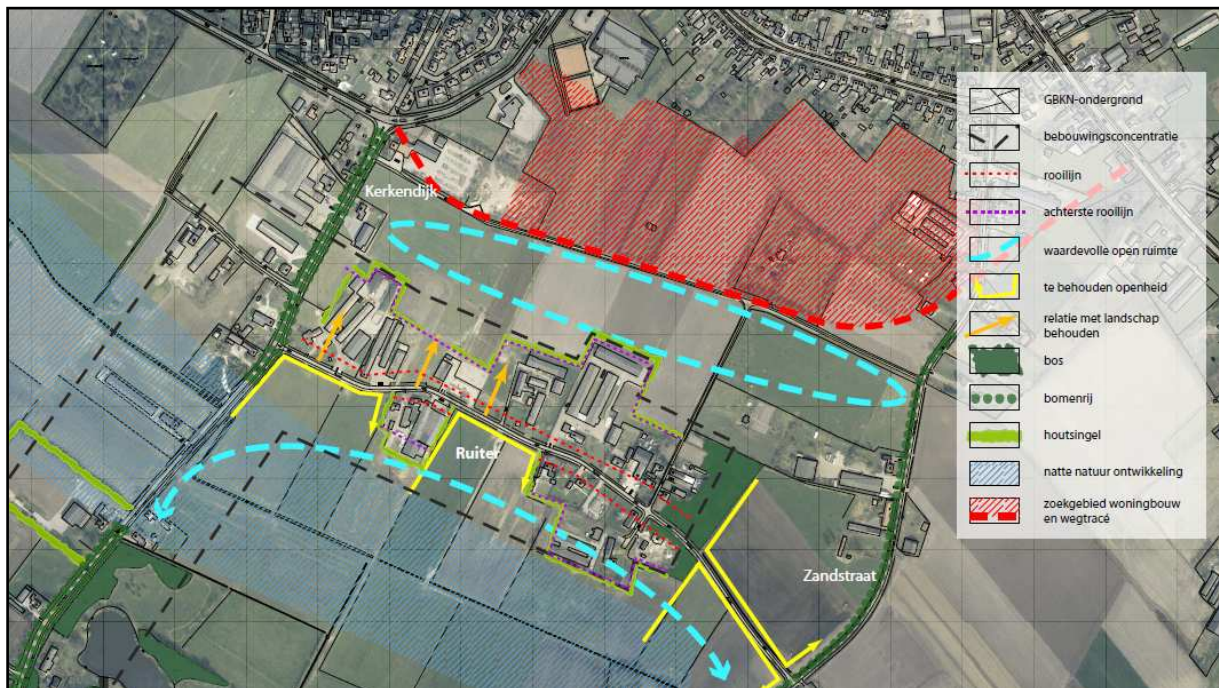 Kerkendijk
Ruiter
Zandstraat
GBKN-ondergrond
bebouwingsconcentratie
rooilijn
achterste rooilijn
waardevolle open ruimte
te behouden openheid
relatie met landschap
behouden
bos
bomenrij
houtsingel
natte natuur ontwikkeling
zoekgebied woningbouw
en wegtracé